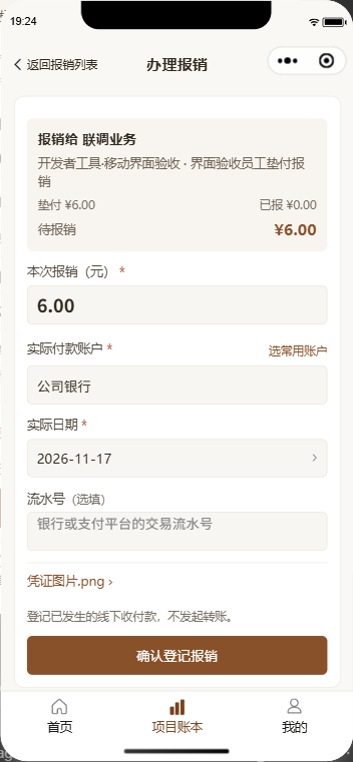 19:24
返回报销列表 办理报销
报销给 联调业务
开发者工具·移动界面验收 · 界面验收员工垫付报
销
垫付 ¥6.00 已报 ¥0.00
待报销 ¥6.00
本次报销（元） *
6.00
实际付款账户 * 选常用账户
公司银行
实际日期 *
2026-11-17
流水号（选填）
银行或支付平台的交易流水号
凭证图片.png ›
登记已发生的线下收付款，不发起转账。
确认登记报销
首页 项目账本 我的